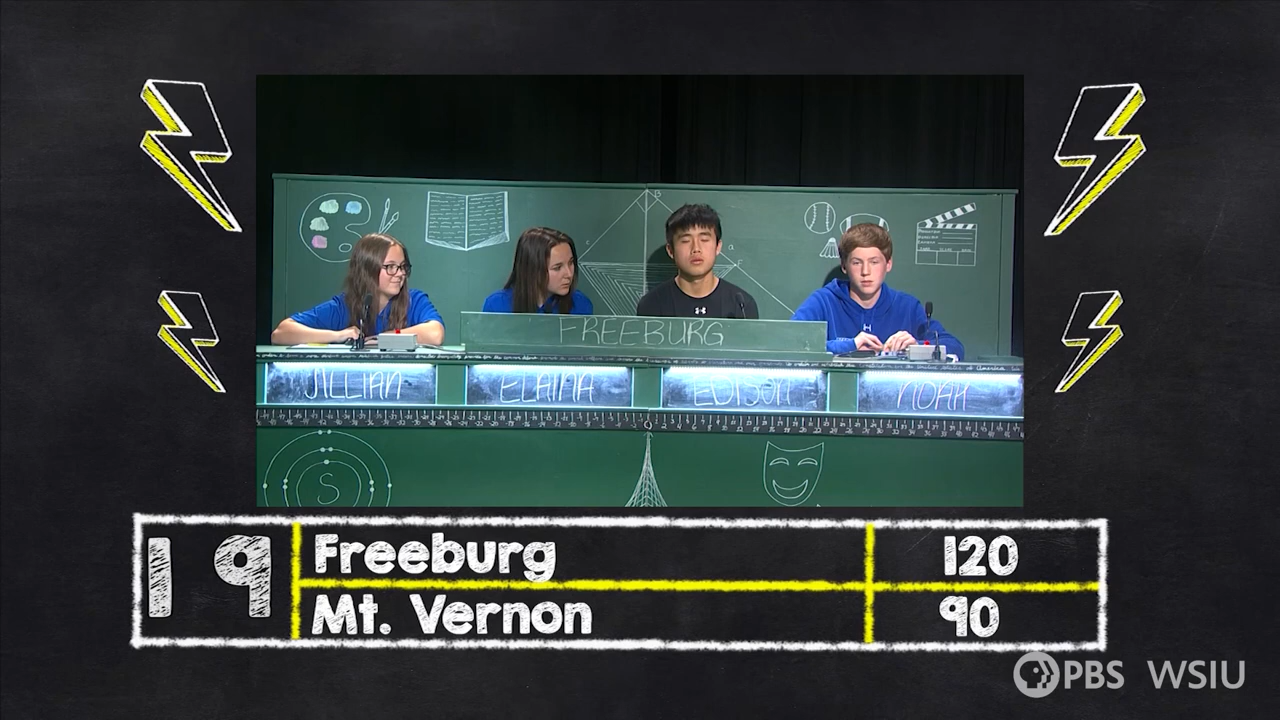 FREEBURG
JILLIAN
ELAINA
EDISON
NOAH
19
Freeburg 120
Mt. Vernon 90
PBS WSIU